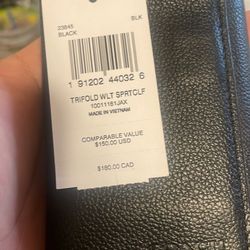 23845 BLK
BLACK
1 91202 44032 6
TRIFOLD WLT SPRTCLF
10011161JAX
MADE IN VIETNAM
COMPARABLE VALUE
$150.00 USD
$180.00 CAD